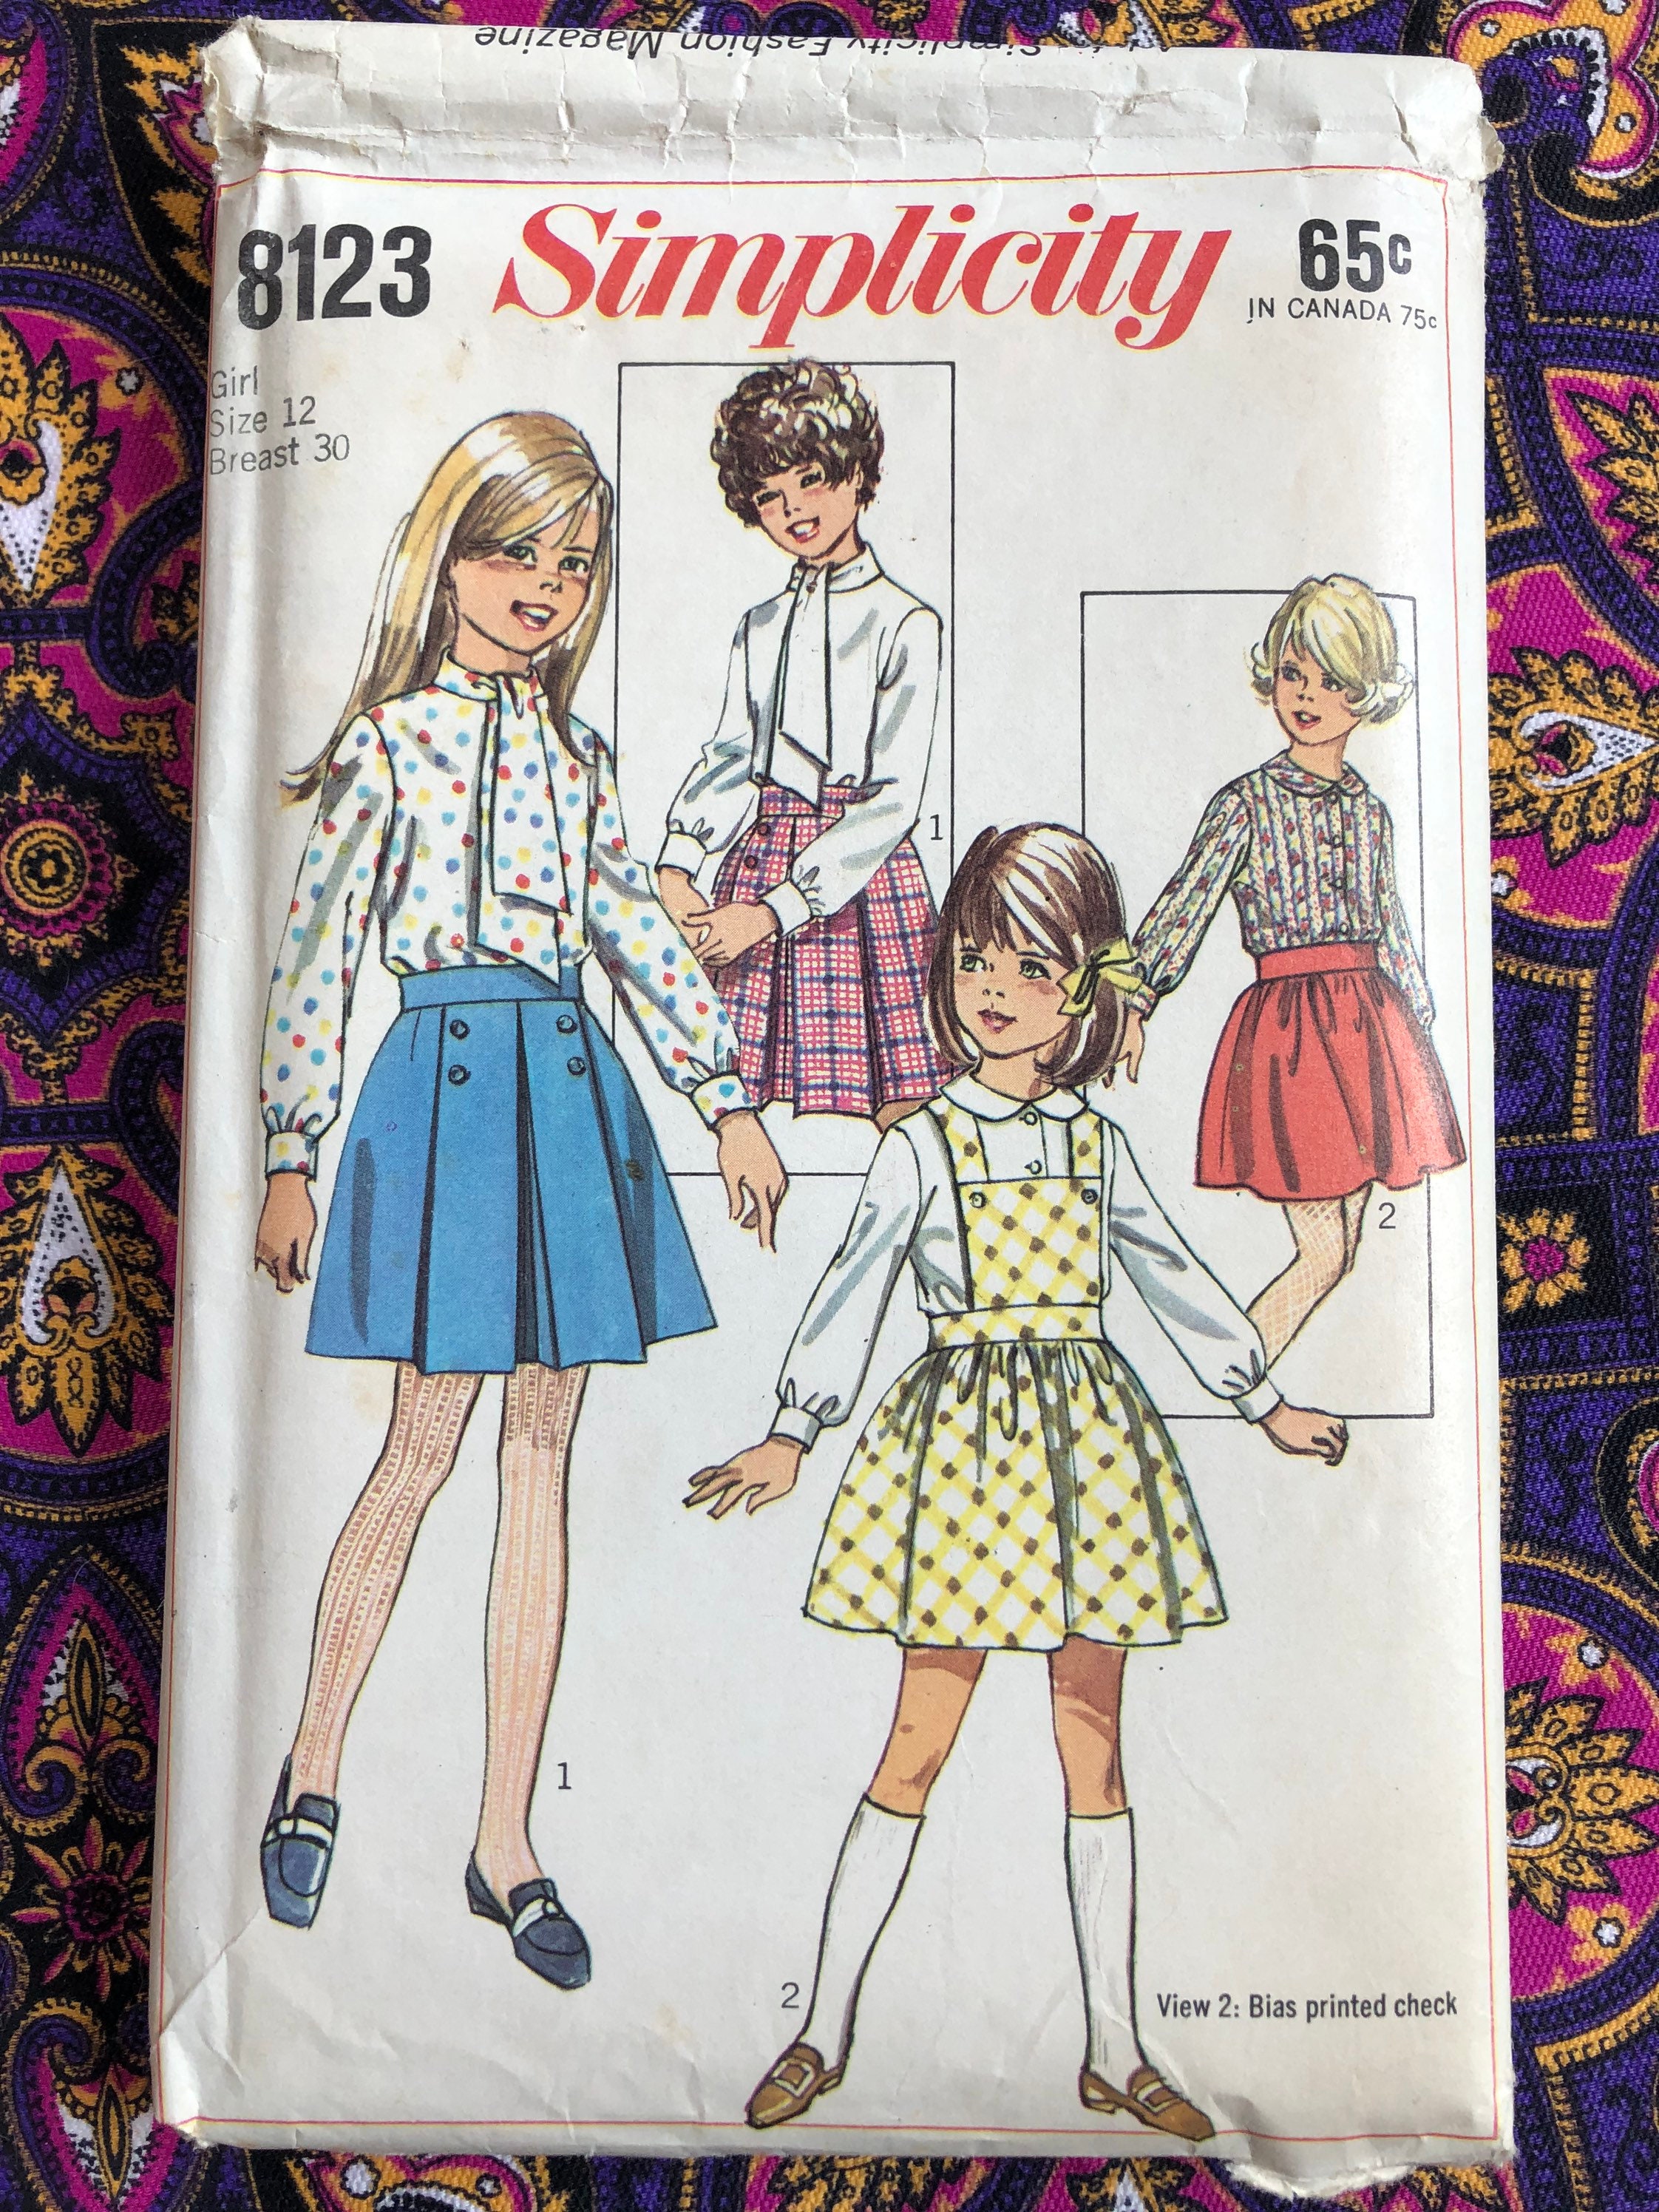 Simplicity Fashion Magazine
8123
Simplicity
65c
IN CANADA 75c
Girl
Size 12
Breast 30
1
2
1
2
View 2: Bias printed check